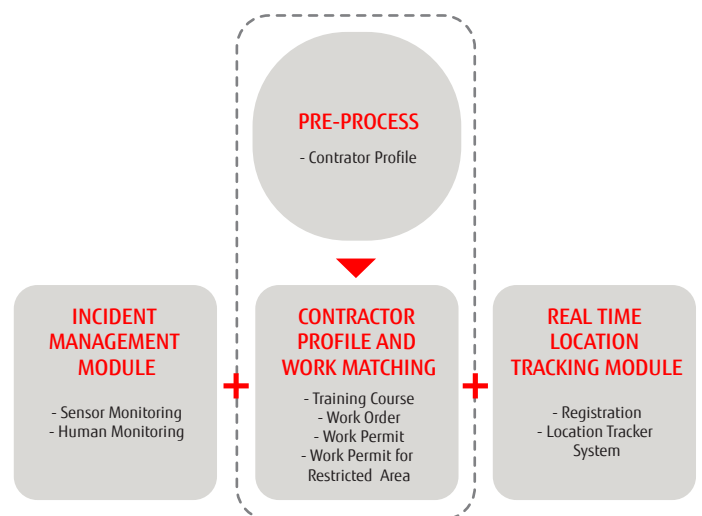 PRE-PROCESS
- Contrator Profile
INCIDENT
MANAGEMENT
MODULE
- Sensor Monitoring
- Human Monitoring
CONTRACTOR
PROFILE AND
WORK MATCHING
- Training Course
- Work Order
- Work Permit
- Work Permit for
Restricted Area
REAL TIME
LOCATION
TRACKING MODULE
- Registration
- Location Tracker
System